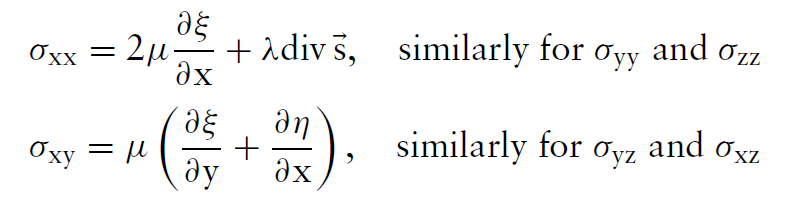 σxx = 2μ ∂ξ/∂x + λdiv s⃗, similarly for σyy and σzz
σxy = μ (∂ξ/∂y + ∂η/∂x), similarly for σyz and σxz